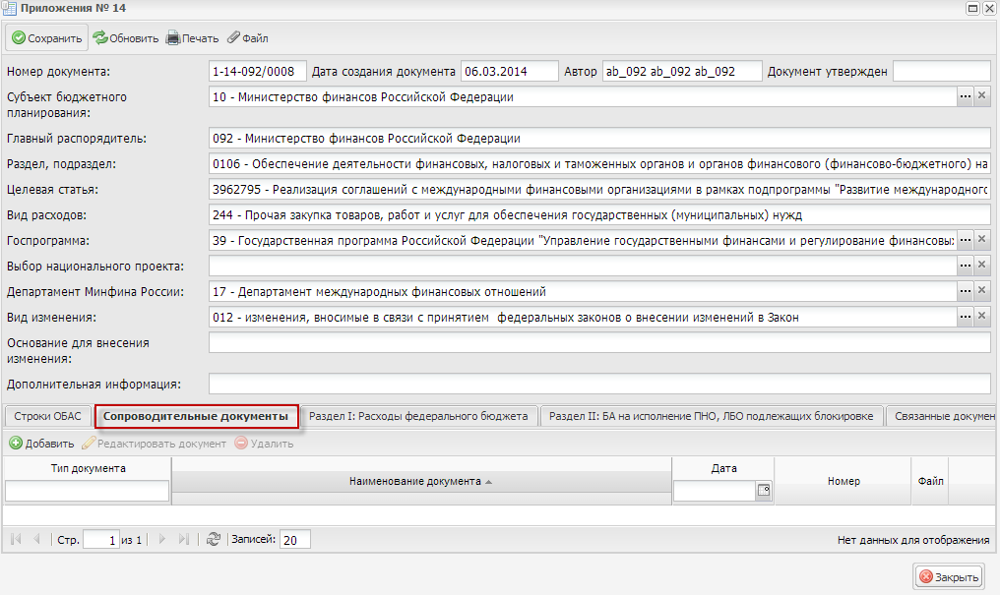 Приложения № 14
Сохранить Обновить Печать Файл
Номер документа: 1-14-092/0008 Дата создания документа 06.03.2014 Автор ab_092 ab_092 ab_092 Документ утвержден
Субъект бюджетного планирования: 10 - Министерство финансов Российской Федерации
Главный распорядитель: 092 - Министерство финансов Российской Федерации
Раздел, подраздел: 0106 - Обеспечение деятельности финансовых, налоговых и таможенных органов и органов финансового (финансово-бюджетного) на
Целевая статья: 3962795 - Реализация соглашений с международными финансовыми организациями в рамках подпрограммы "Развитие международног
Вид расходов: 244 - Прочая закупка товаров, работ и услуг для обеспечения государственных (муниципальных) нужд
Госпрограмма: 39 - Государственная программа Российской Федерации "Управление государственными финансами и регулирование финансовы
Выбор национального проекта:
Департамент Минфина России: 17 - Департамент международных финансовых отношений
Вид изменения: 012 - изменения, вносимые в связи с принятием федеральных законов о внесении изменений в Закон
Основание для внесения изменения:
Дополнительная информация:
Строки ОБАС Сопроводительные документы Раздел I: Расходы федерального бюджета Раздел II: БА на исполнение ПНО, ЛБО подлежащих блокировке Связанные докумен
Добавить Редактировать документ Удалить
Тип документа Наименование документа Дата Номер Файл
Стр. 1 из 1 Записей: 20 Нет данных для отображения
Закрыть